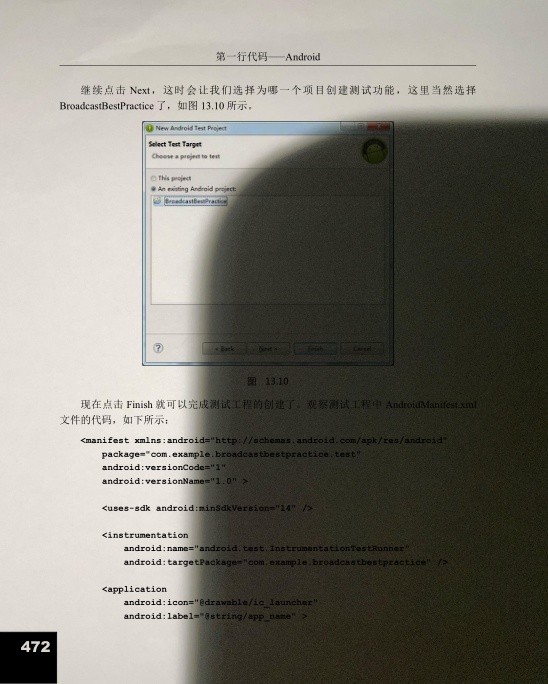 第一行代码——Android
继续点击 Next，这时会让我们选择为哪一个项目创建测试功能，这里当然选择
BroadcastBestPractice 了，如图 13.10 所示。
New Android Test Project
Select Test Target
Choose a project to test
This project
An existing Android project:
BroadcastBestPractice
< Back Next > Finish Cancel
图 13.10
现在点击 Finish 就可以完成测试工程的创建了。观察测试工程中 AndroidManifest.xml
文件的代码，如下所示：
<manifest xmlns:android="http://schemas.android.com/apk/res/android"
package="com.example.broadcastbestpractice.test"
android:versionCode="1"
android:versionName="1.0" >
<uses-sdk android:minSdkVersion="14" />
<instrumentation
android:name="android.test.InstrumentationTestRunner"
android:targetPackage="com.example.broadcastbestpractice" />
<application
android:icon="@drawable/ic_launcher"
android:label="@string/app_name" >
472